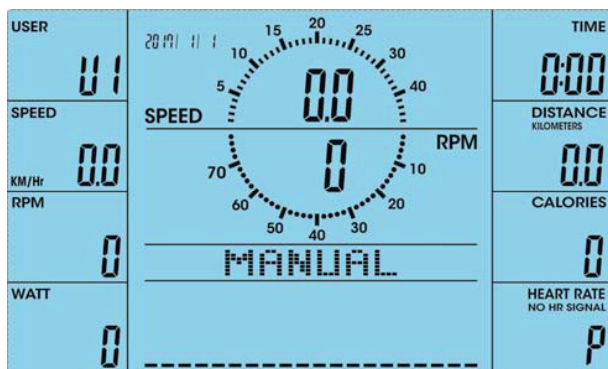 USER
U1
SPEED
KM/Hr 0.0
RPM
0
WATT
0
2017/ 1/ 1
5 10 15 20 25 30 40
0.0
SPEED
RPM
0
70 60 50 40 30 20 10
MANUAL
TIME
0:00
DISTANCE
KILOMETERS
0.0
CALORIES
0
HEART RATE
NO HR SIGNAL
P